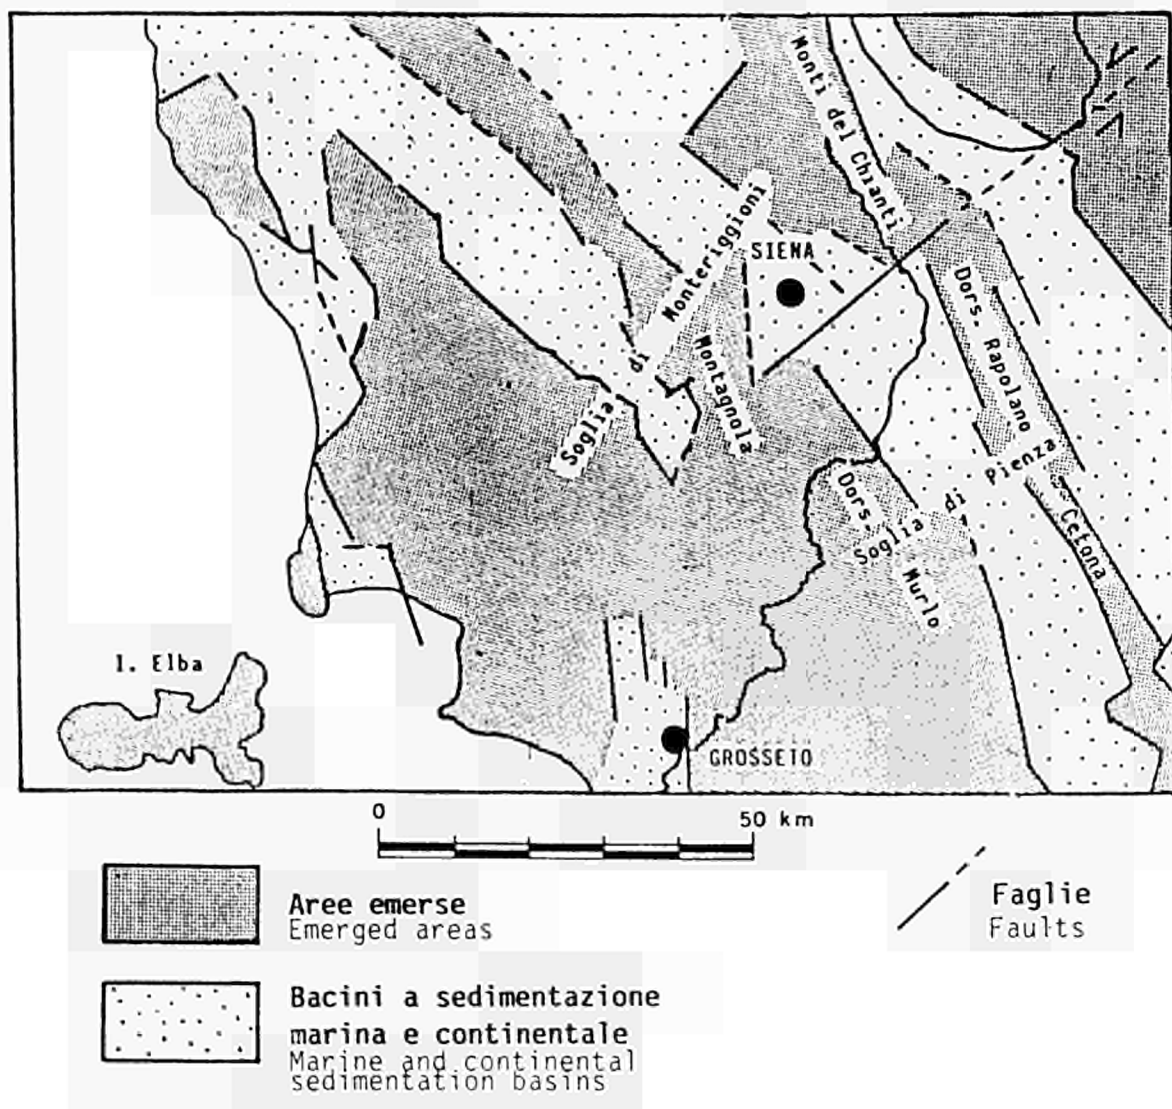 Monti del Chianti
Soglia di Monteriggioni
SIENA
Montagnola
Dors. Rapolano
Cetona
Soglia di Pienza
Dors. Murlo
I. Elba
GROSSETO
0 50 km
Aree emerse
Emerged areas
Faglie
Faults
Bacini a sedimentazione
marina e continentale
Marine and continental
sedimentation basins